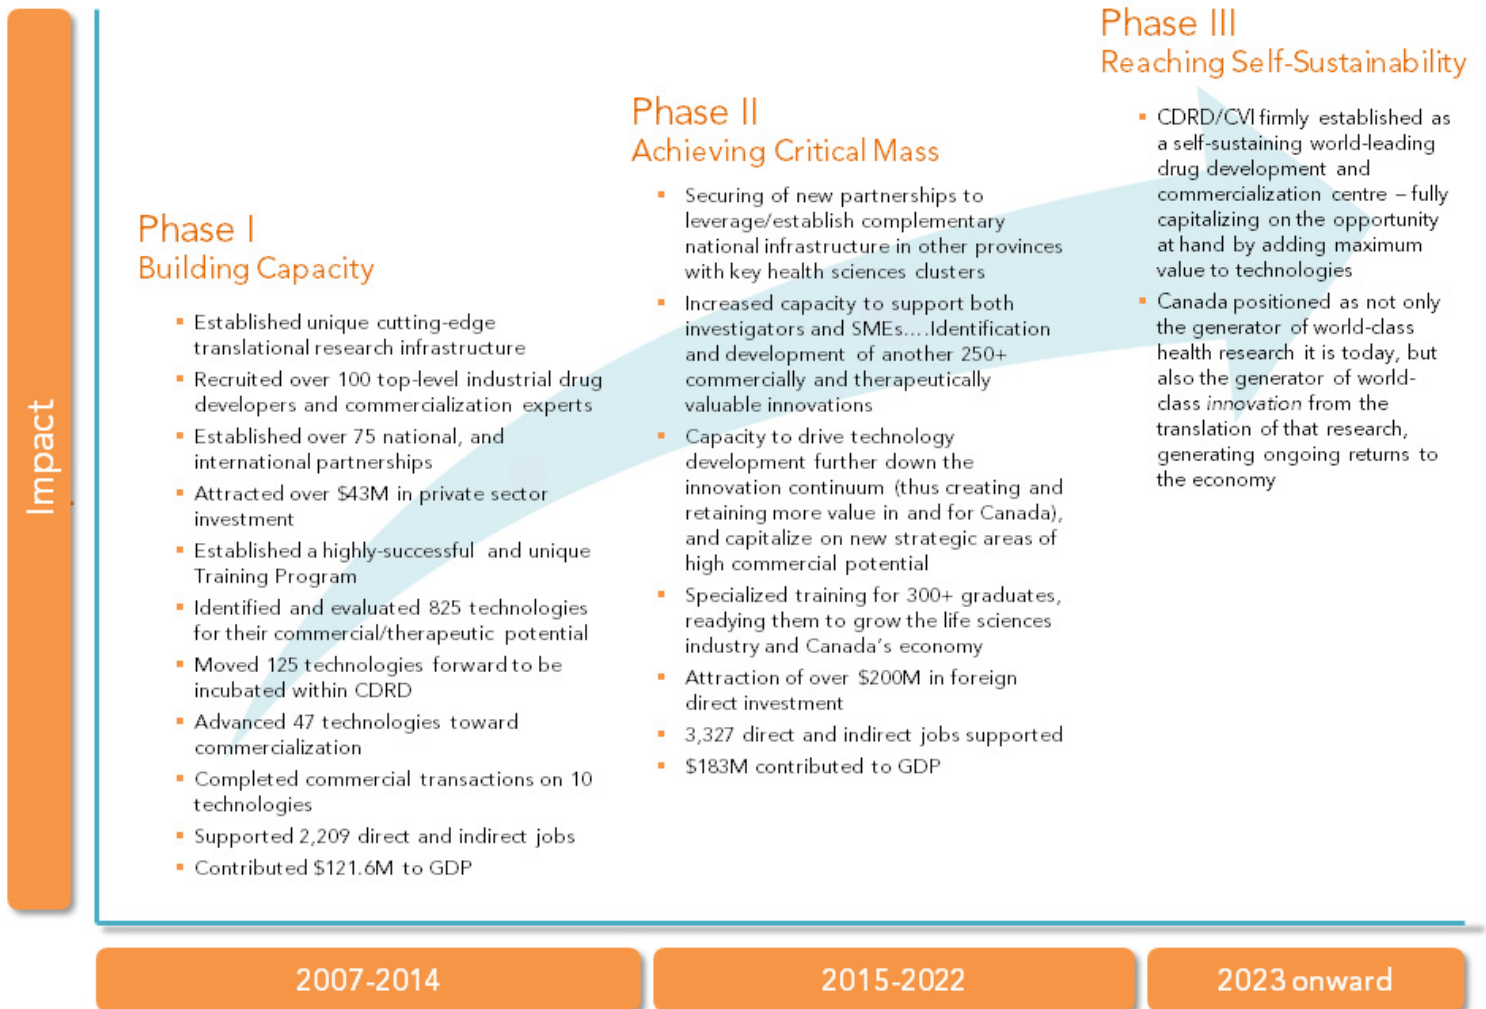 Impact
Phase I
Building Capacity
▪ Established unique cutting-edge
translational research infrastructure
▪ Recruited over 100 top-level industrial drug
developers and commercialization experts
▪ Established over 75 national, and
international partnerships
▪ Attracted over $43M in private sector
investment
▪ Established a highly-successful and unique
Training Program
▪ Identified and evaluated 825 technologies
for their commercial/therapeutic potential
▪ Moved 125 technologies forward to be
incubated within CDRD
▪ Advanced 47 technologies toward
commercialization
▪ Completed commercial transactions on 10
technologies
▪ Supported 2,209 direct and indirect jobs
▪ Contributed $121.6M to GDP
Phase II
Achieving Critical Mass
▪ Securing of new partnerships to
leverage/establish complementary
national infrastructure in other provinces
with key health sciences clusters
▪ Increased capacity to support both
investigators and SMEs....Identification
and development of another 250+
commercially and therapeutically
valuable innovations
▪ Capacity to drive technology
development further down the
innovation continuum (thus creating and
retaining more value in and for Canada),
and capitalize on new strategic areas of
high commercial potential
▪ Specialized training for 300+ graduates,
readying them to grow the life sciences
industry and Canada's economy
▪ Attraction of over $200M in foreign
direct investment
▪ 3,327 direct and indirect jobs supported
▪ $183M contributed to GDP
Phase III
Reaching Self-Sustainability
▪ CDRD/CVI firmly established as
a self-sustaining world-leading
drug development and
commercialization centre – fully
capitalizing on the opportunity
at hand by adding maximum
value to technologies
▪ Canada positioned as not only
the generator of world-class
health research it is today, but
also the generator of world-
class innovation from the
translation of that research,
generating ongoing returns to
the economy
2007-2014
2015-2022
2023 onward